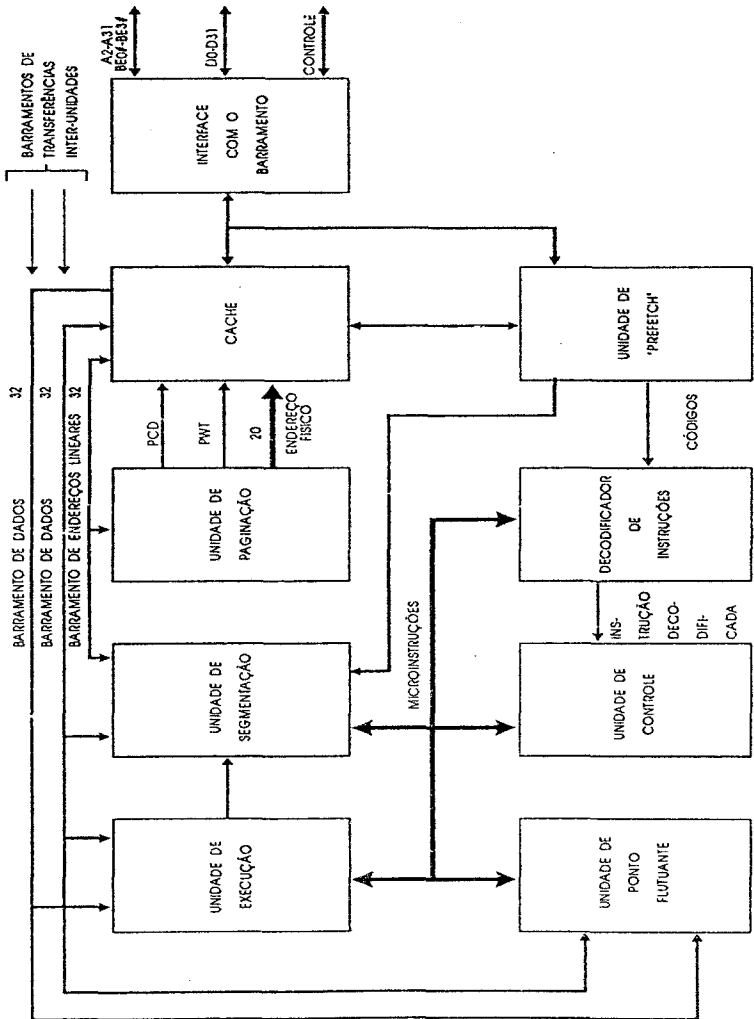 BARRAMENTOS DE
TRANSFERÊNCIAS
INTER-UNIDADES
BARRAMENTO DE DADOS 32
BARRAMENTO DE DADOS 32
BARRAMENTO DE ENDEREÇOS LINEARES 32
UNIDADE DE
EXECUÇÃO
UNIDADE DE
SEGMENTAÇÃO
UNIDADE DE
PAGINAÇÃO
PCD
PWT
20
ENDEREÇO
FÍSICO
CACHE
INTERFACE
COM O
BARRAMENTO
A2-A31
BE0#-BE3#
D0-D31
CONTROLE
MICROINSTRUÇÕES
UNIDADE DE
PONTO
FLUTUANTE
UNIDADE DE
CONTROLE
INS-
TRUÇÃO
DECO-
DIFI-
CADA
DECODIFICADOR
DE
INSTRUÇÕES
CÓDIGOS
UNIDADE DE
'PREFETCH'